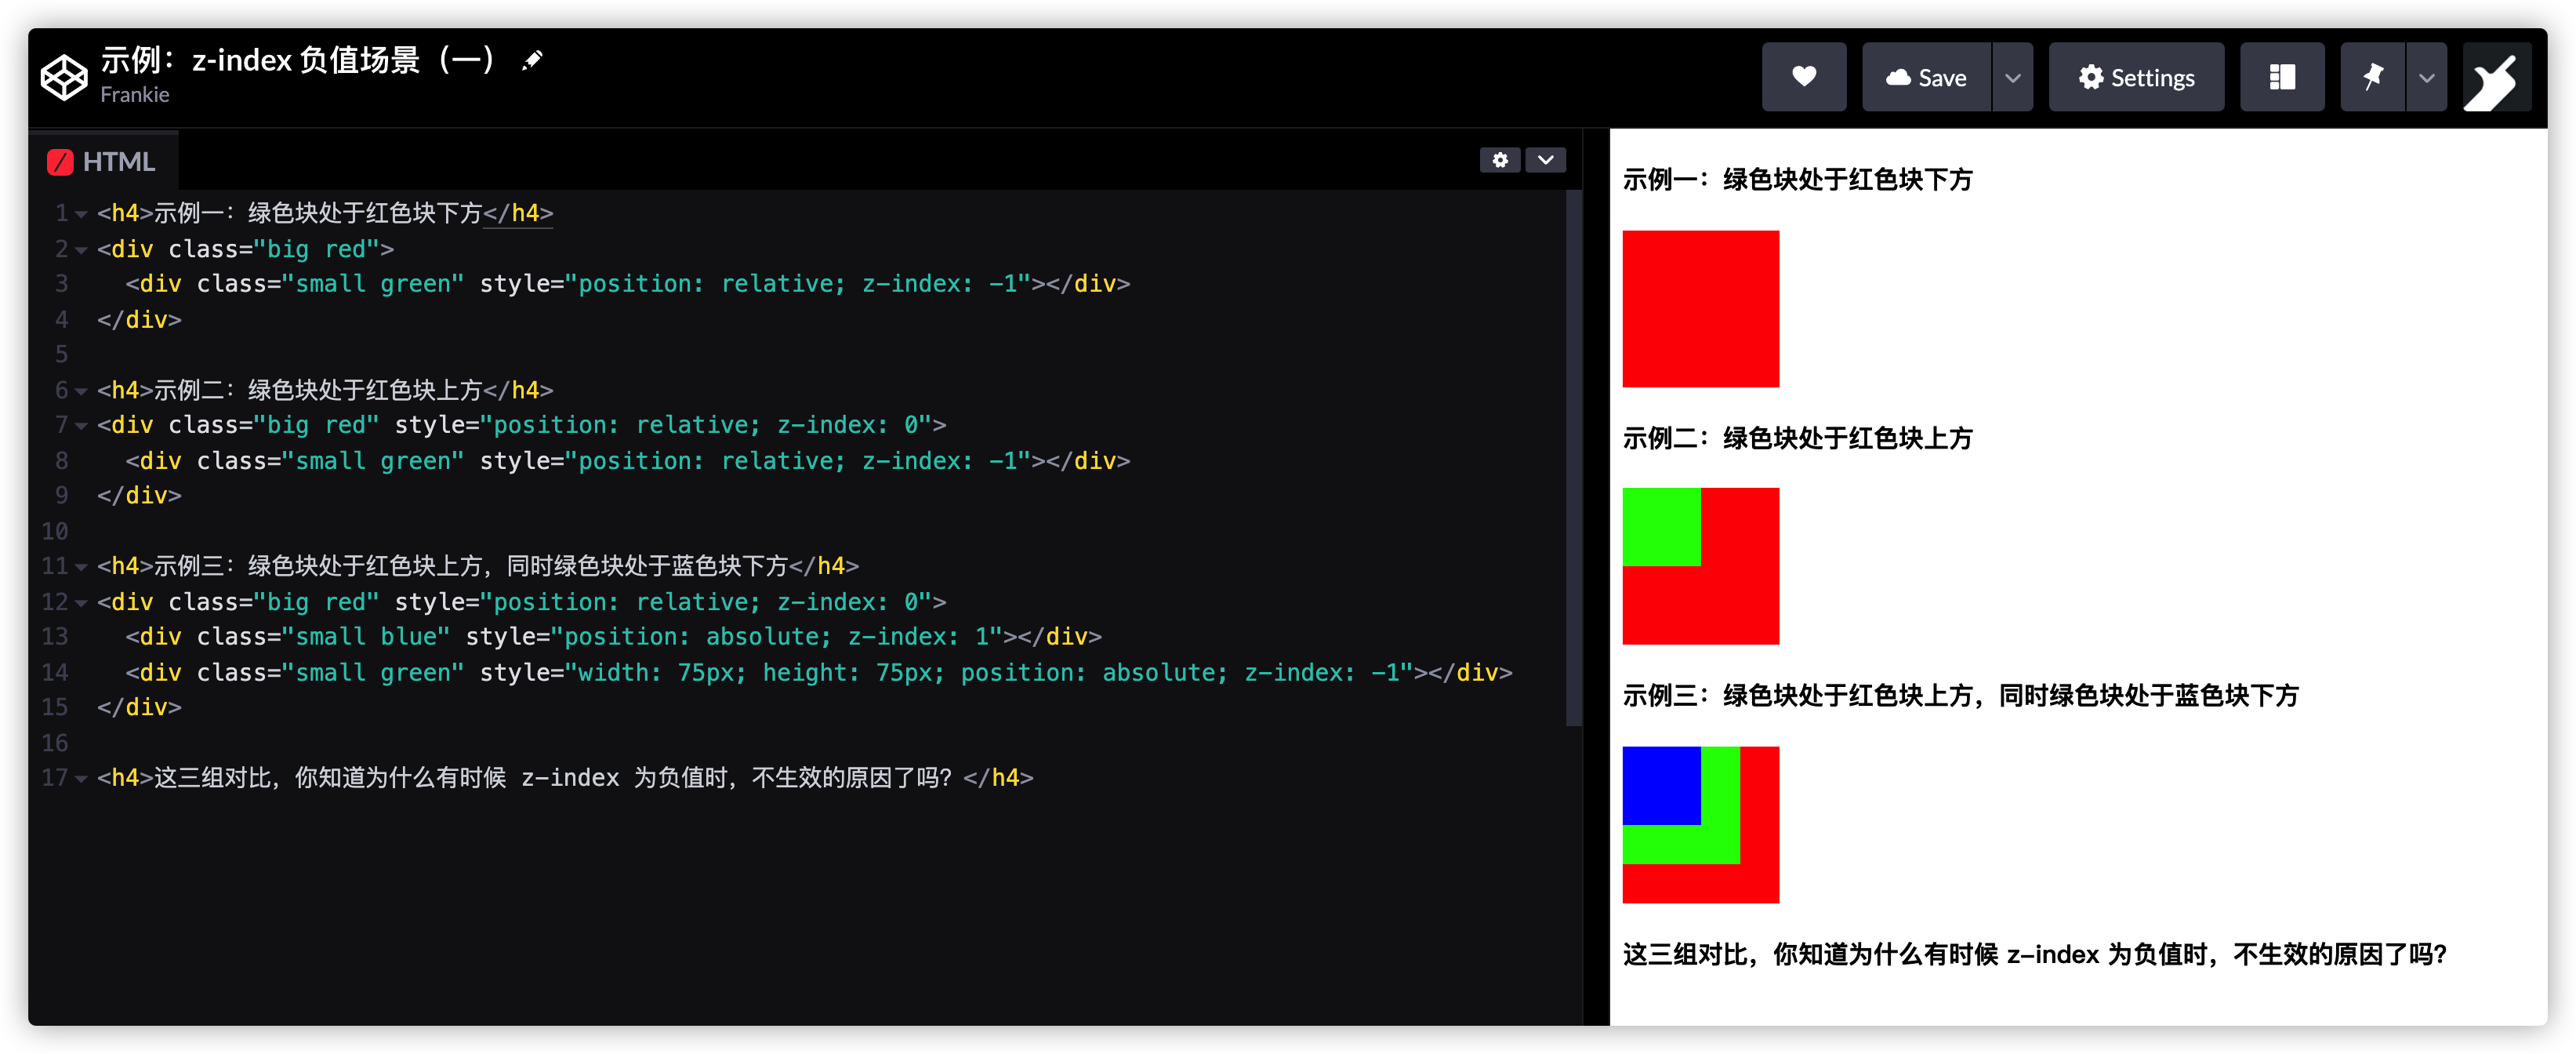 示例：z-index 负值场景（一）
Frankie
Save
Settings
HTML
1 <h4>示例一：绿色块处于红色块下方</h4>
2 <div class="big red">
3   <div class="small green" style="position: relative; z-index: -1"></div>
4 </div>
5
6 <h4>示例二：绿色块处于红色块上方</h4>
7 <div class="big red" style="position: relative; z-index: 0">
8   <div class="small green" style="position: relative; z-index: -1"></div>
9 </div>
10
11 <h4>示例三：绿色块处于红色块上方，同时绿色块处于蓝色块下方</h4>
12 <div class="big red" style="position: relative; z-index: 0">
13   <div class="small blue" style="position: absolute; z-index: 1"></div>
14   <div class="small green" style="width: 75px; height: 75px; position: absolute; z-index: -1"></div>
15 </div>
16
17 <h4>这三组对比，你知道为什么有时候 z-index 为负值时，不生效的原因了吗？</h4>
示例一：绿色块处于红色块下方
示例二：绿色块处于红色块上方
示例三：绿色块处于红色块上方，同时绿色块处于蓝色块下方
这三组对比，你知道为什么有时候 z-index 为负值时，不生效的原因了吗？